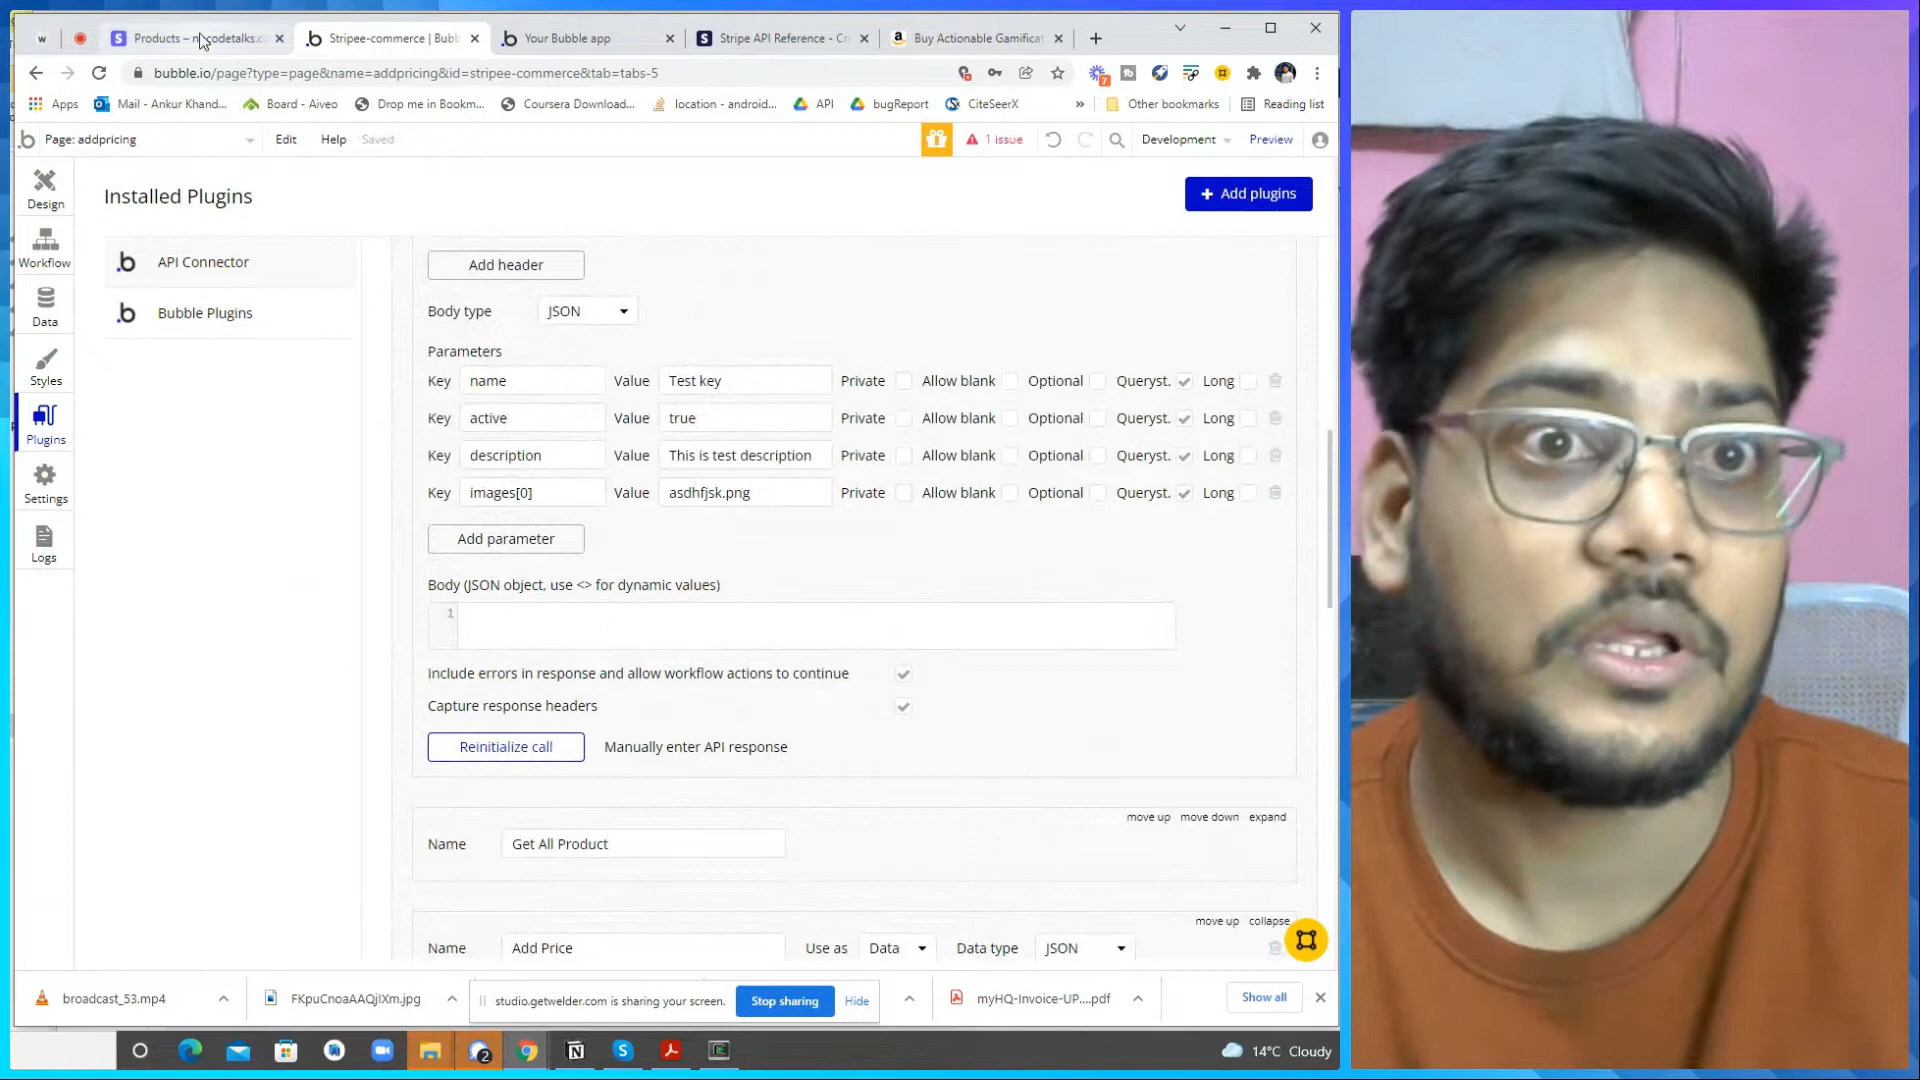 Products – nocodetalks.c
Stripee-commerce | Bubb
Your Bubble app
Stripe API Reference - Cr
Buy Actionable Gamificat
bubble.io/page?type=page&name=addpricing&id=stripee-commerce&tab=tabs-5
7
Apps
Mail - Ankur Khand...
Board - Aiveo
Drop me in Bookm...
Coursera Download...
location - android...
API
bugReport
CiteSeerX
»
Other bookmarks
Reading list
Page: addpricing
Edit
Help
Saved
1 issue
Development
Preview
Design
Workflow
Data
Styles
Plugins
Settings
Logs
Installed Plugins
+ Add plugins
API Connector
Bubble Plugins
Add header
Body type JSON
Parameters
Key name Value Test key Private Allow blank Optional Queryst. Long
Key active Value true Private Allow blank Optional Queryst. Long
Key description Value This is test description Private Allow blank Optional Queryst. Long
Key images[0] Value asdhfjsk.png Private Allow blank Optional Queryst. Long
Add parameter
Body (JSON object, use <> for dynamic values)
1
Include errors in response and allow workflow actions to continue
Capture response headers
Reinitialize call Manually enter API response
move up move down expand
Name Get All Product
move up collapse
Name Add Price Use as Data Data type JSON
broadcast_53.mp4
FKpuCnoaAAQjIXm.jpg
studio.getwelder.com is sharing your screen.
Stop sharing
Hide
myHQ-Invoice-UP....pdf
Show all
2
14°C Cloudy